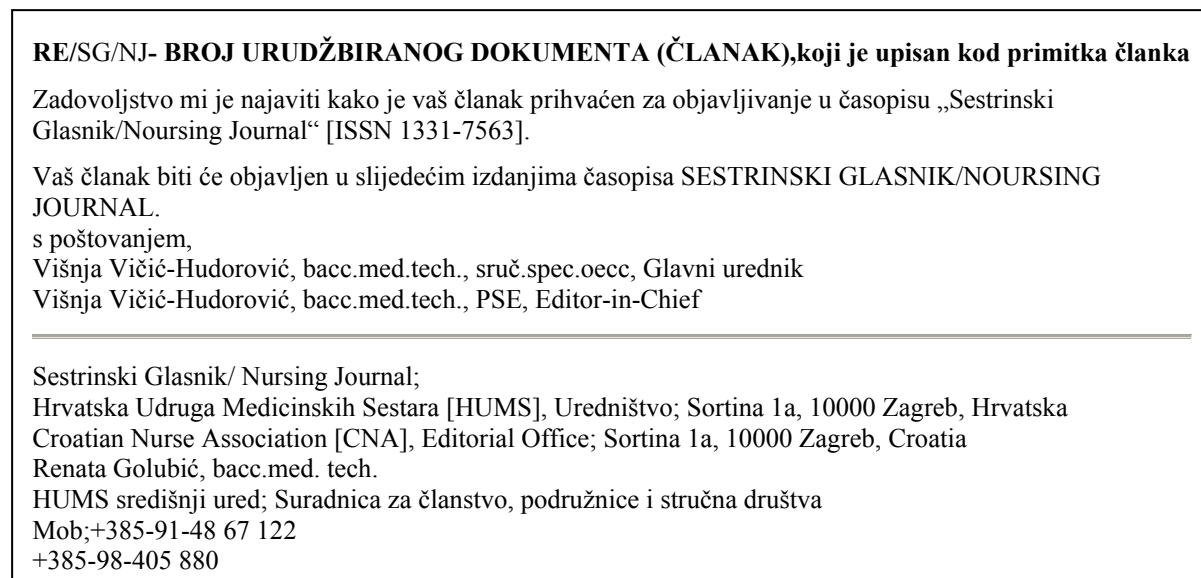 RE/SG/NJ- BROJ URUDŽBIRANOG DOKUMENTA (ČLANAK),koji je upisan kod primitka članka
Zadovoljstvo mi je najaviti kako je vaš članak prihvaćen za objavljivanje u časopisu „Sestrinski
Glasnik/Noursing Journal“ [ISSN 1331-7563].
Vaš članak biti će objavljen u slijedećim izdanjima časopisa SESTRINSKI GLASNIK/NOURSING
JOURNAL.
s poštovanjem,
Višnja Vičić-Hudorović, bacc.med.tech., sruč.spec.oecc, Glavni urednik
Višnja Vičić-Hudorović, bacc.med.tech., PSE, Editor-in-Chief
Sestrinski Glasnik/ Nursing Journal;
Hrvatska Udruga Medicinskih Sestara [HUMS], Uredništvo; Sortina 1a, 10000 Zagreb, Hrvatska
Croatian Nurse Association [CNA], Editorial Office; Sortina 1a, 10000 Zagreb, Croatia
Renata Golubić, bacc.med. tech.
HUMS središnji ured; Suradnica za članstvo, podružnice i stručna društva
Mob;+385-91-48 67 122
+385-98-405 880